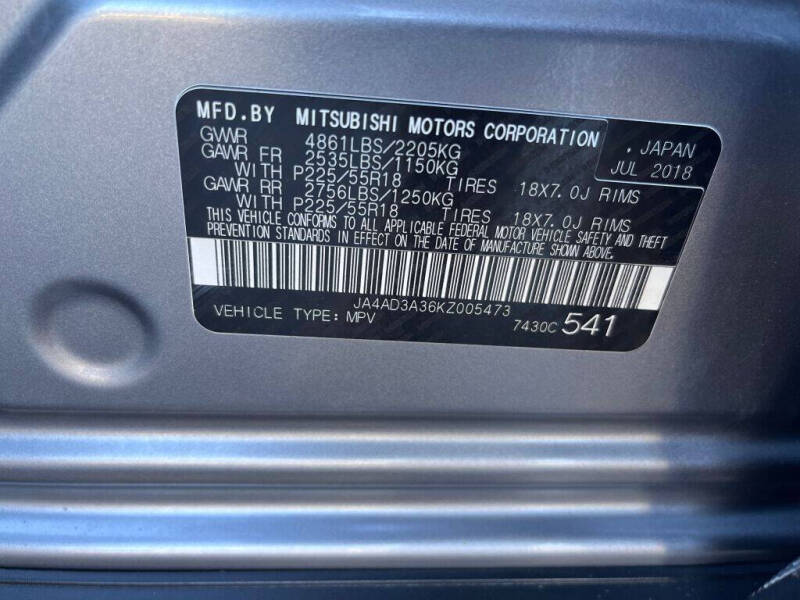 MFD.BY MITSUBISHI MOTORS CORPORATION . JAPAN
GVWR 4861LBS/2205KG JUL 2018
GAWR FR 2535LBS/1150KG
WITH P225/55R18 TIRES 18X7.0J RIMS
GAWR RR 2756LBS/1250KG
WITH P225/55R18 TIRES 18X7.0J RIMS
THIS VEHICLE CONFORMS TO ALL APPLICABLE FEDERAL MOTOR VEHICLE SAFETY AND THEFT
PREVENTION STANDARDS IN EFFECT ON THE DATE OF MANUFACTURE SHOWN ABOVE.
JA4AD3A36KZ005473
VEHICLE TYPE: MPV 7430C 541